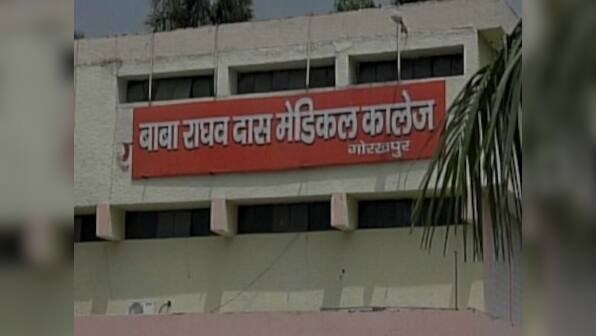 बाबा राघव दास मेडिकल कालेज
गोरखपुर